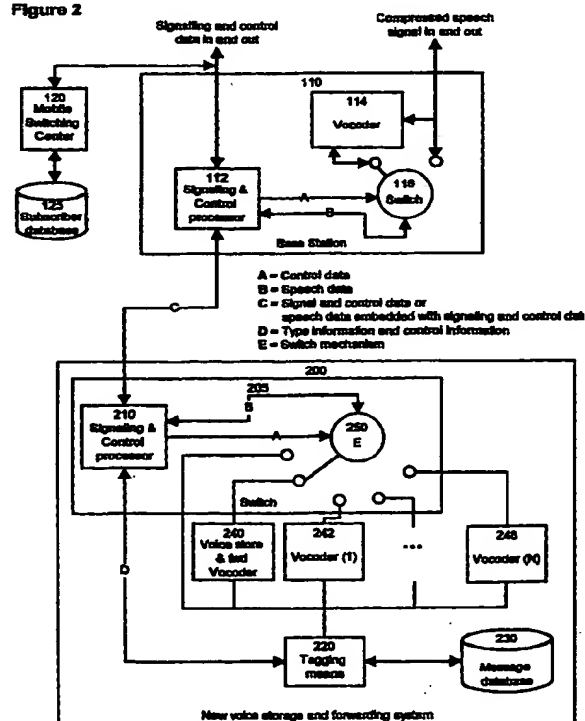 Figure 2
Signalling and control
data in and out
Compressed speech
signal in and out
110
120
Mobile
Switching
Center
114
Vocoder
112
Signaling &
Control
processor
A
B
116
Switch
125
Subscriber
database
Base Station
A = Control data
B = Speech data
C = Signal and control data or
speech data embedded with signaling and control dat
D = Type information and control information
E = Switch mechanism
C
200
205
B
210
Signaling &
Control
processor
A
250
E
Switch
240
Voice store
& fwd
Vocoder
242
Vocoder (1)
...
248
Vocoder (N)
D
220
Tagging
means
230
Message
database
New voice storage and forwarding system